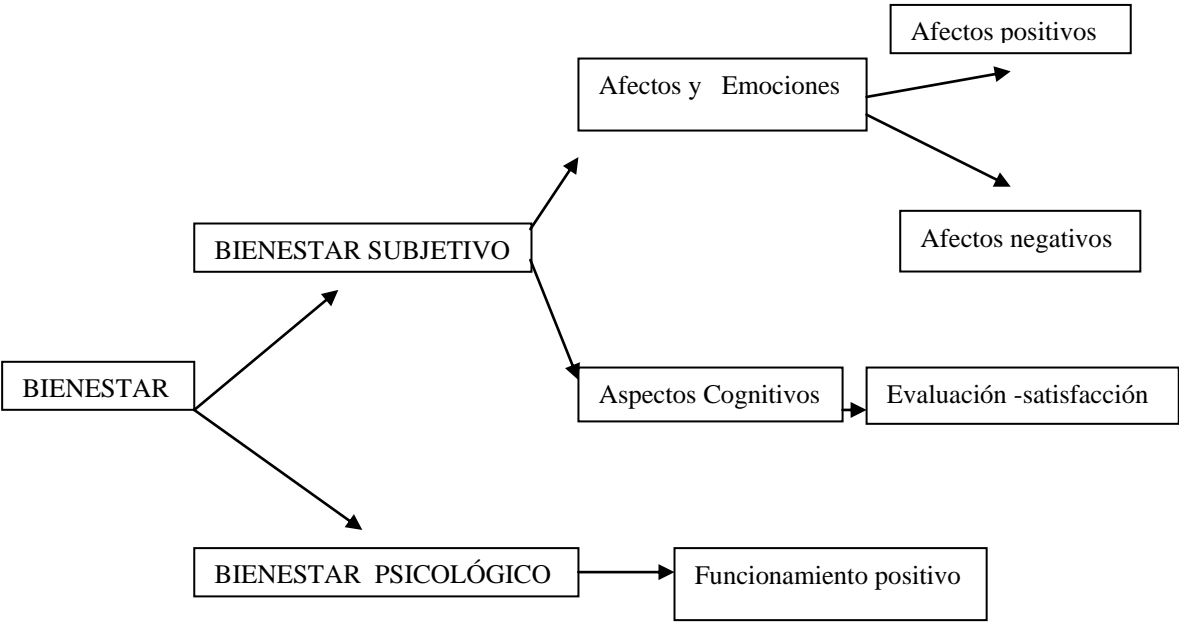 Afectos positivos
Afectos y Emociones
Afectos negativos
BIENESTAR SUBJETIVO
BIENESTAR
Aspectos Cognitivos
Evaluación -satisfacción
BIENESTAR PSICOLÓGICO
Funcionamiento positivo